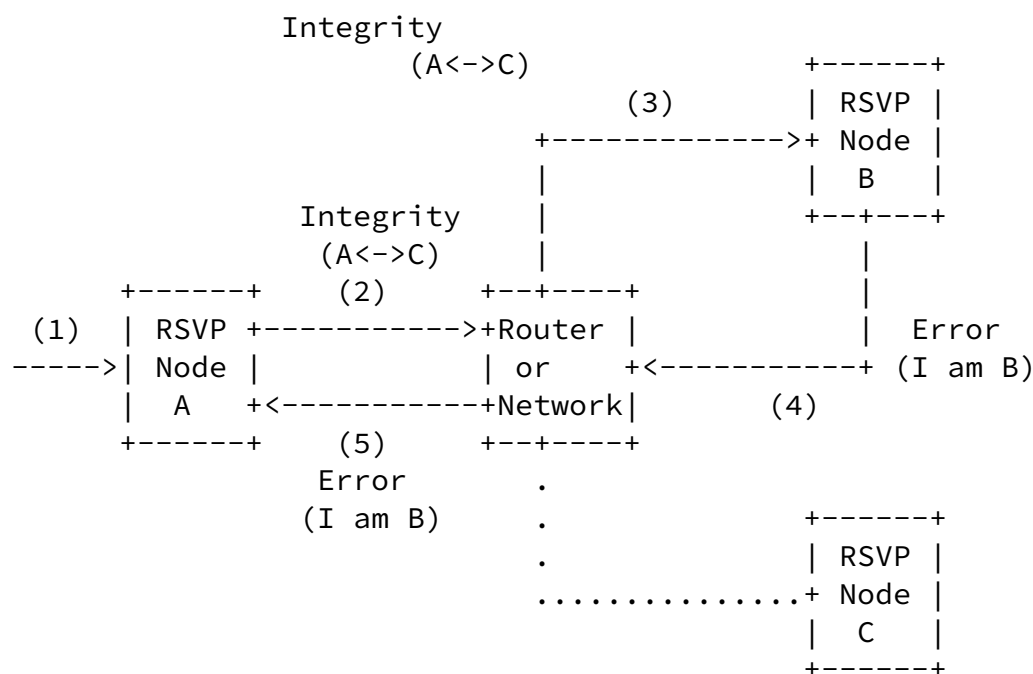 Integrity
(A<->C)                +------+
(3)         | RSVP |
+------------->+ Node |
|              |  B   |
Integrity    |              +--+---+
(A<->C)     |                 |
+------+    (2)     +--+----+            |
(1)  | RSVP +----------->+Router |            |  Error
----->| Node |            | or    +<-----------+ (I am B)
|  A   +<-----------+Network|      (4)
+------+    (5)     +--+----+
Error       .
(I am B)      .              +------+
.              | RSVP |
...............+ Node |
|  C   |
+------+